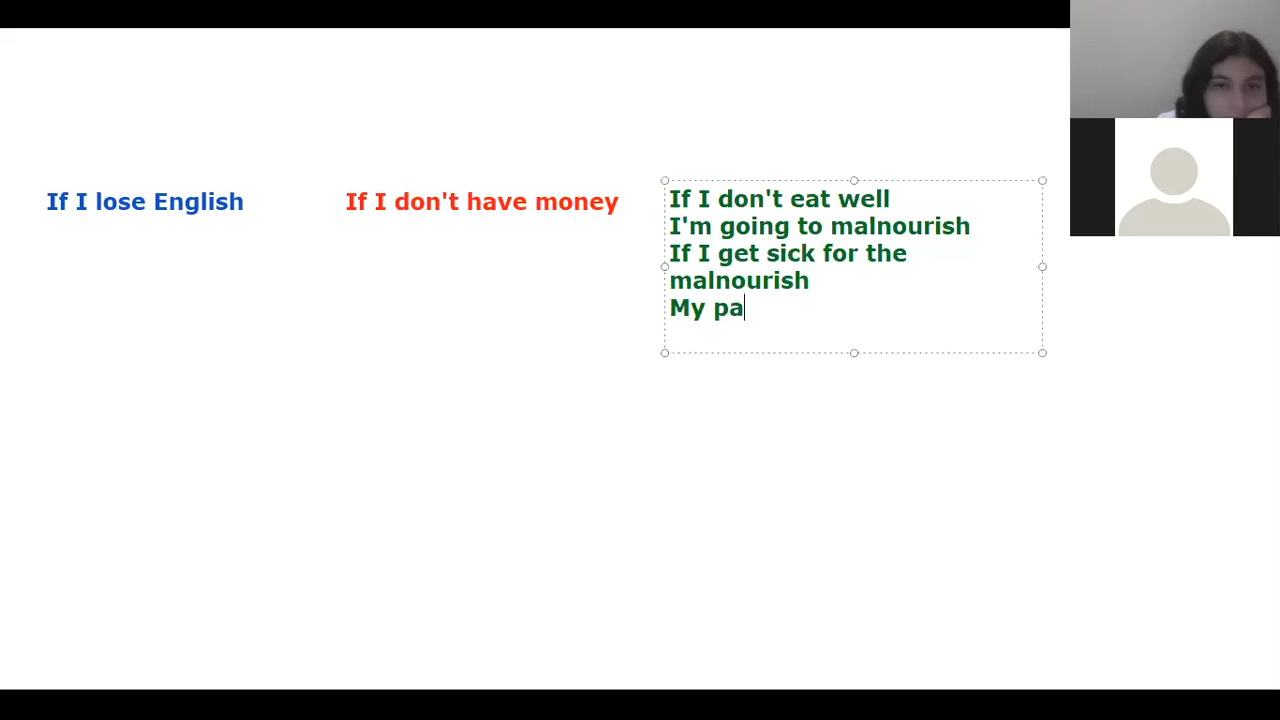 If I lose English
If I don't have money
If I don't eat well
I'm going to malnourish
If I get sick for the
malnourish
My pa